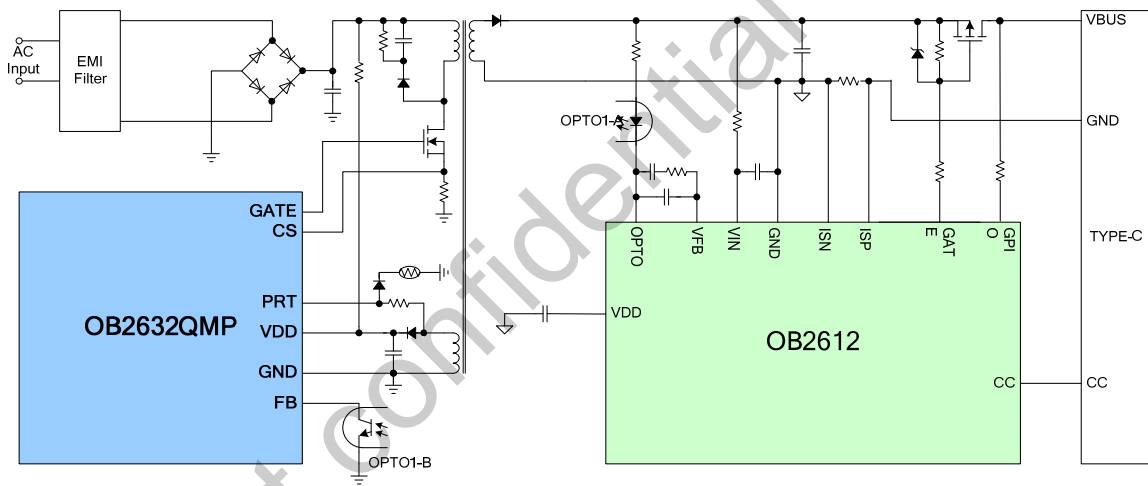 AC
Input
EMI
Filter
VBUS
GND
TYPE-C
CC
OPTO1-A
GATE
CS
PRT
VDD
GND
FB
OB2632QMP
OPTO1-B
OPTO
VFB
VIN
GND
ISN
ISP
GAT
E
GPI
O
VDD
OB2612
CC
confidential